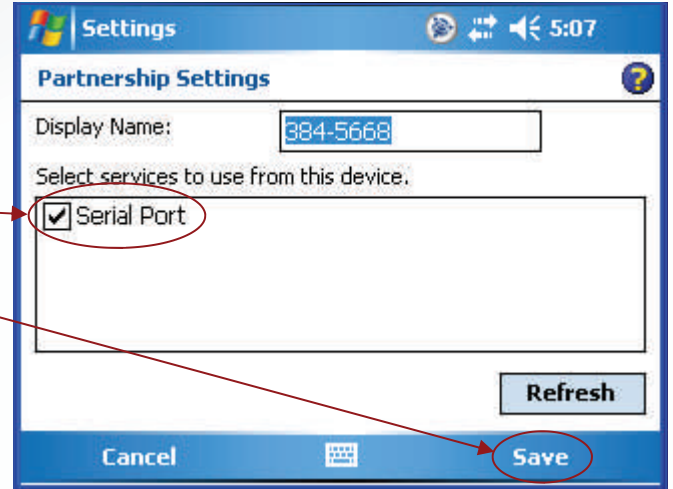 Settings 5:07
Partnership Settings
Display Name: 384-5668
Select services to use from this device.
Serial Port
Refresh
Cancel Save